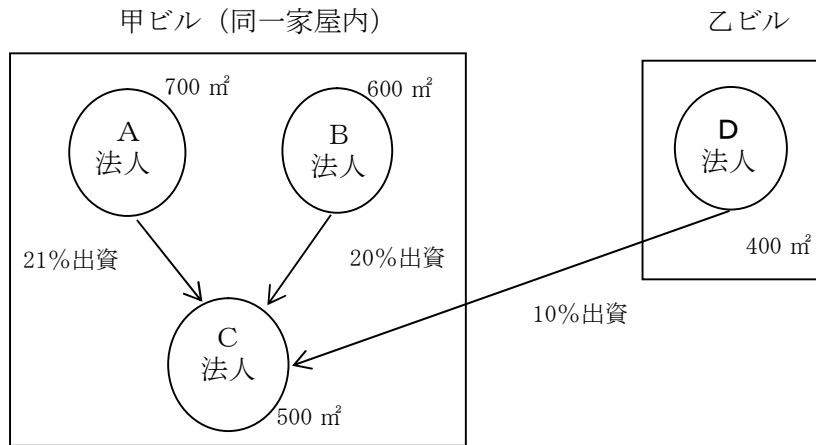 甲ビル（同一家屋内）
乙ビル
700 ㎡
600 ㎡
A
法人
B
法人
D
法人
21％出資
20％出資
400 ㎡
10％出資
C
法人
500 ㎡